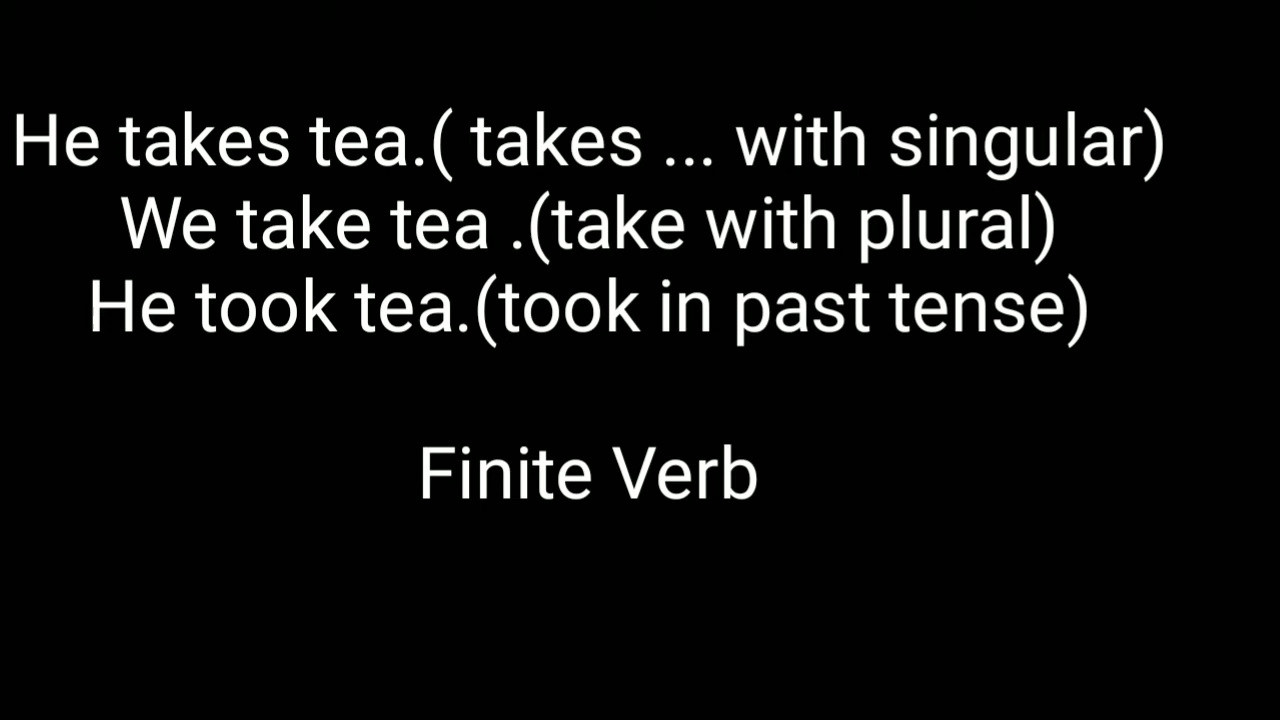 He takes tea.( takes ... with singular)
We take tea .(take with plural)
He took tea.(took in past tense)
Finite Verb